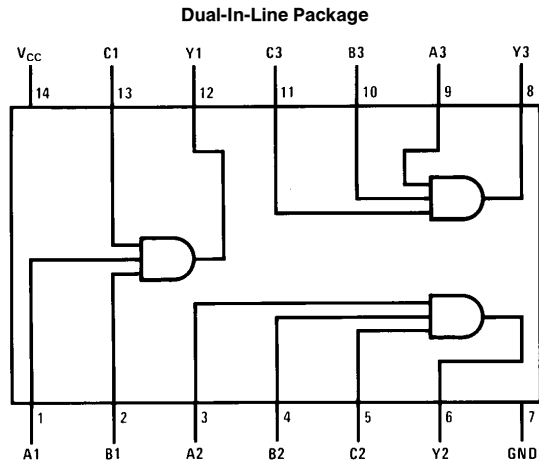 Dual-In-Line Package
VCC C1 Y1 C3 B3 A3 Y3
14 13 12 11 10 9 8
1 2 3 4 5 6 7
A1 B1 A2 B2 C2 Y2 GND